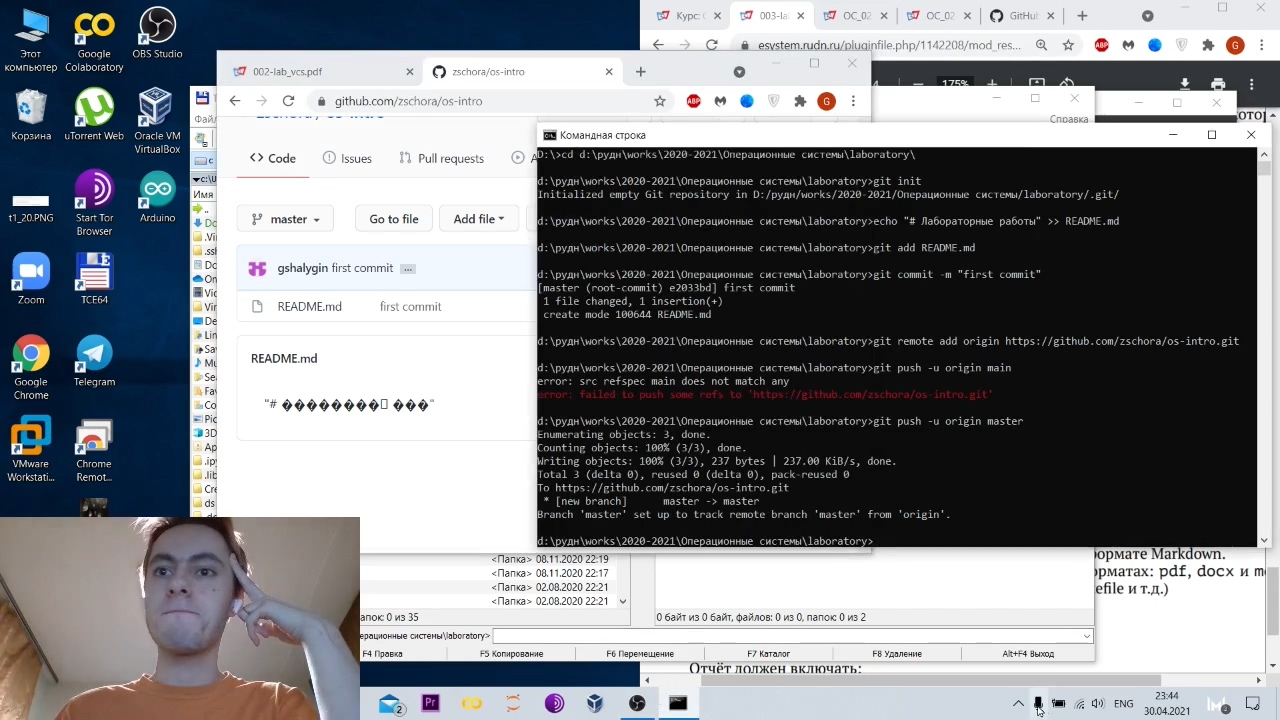 Этот компьютер
Google Colaboratory
OBS Studio
Корзина
uTorrent Web
Oracle VM VirtualBox
t1_20.PNG
Start Tor Browser
Arduino
Zoom
TCE64
Google Chrome
Telegram
VMware Workstati...
Chrome Remot...
003-la
OC_02
OC_02
GitHub
esystem.rudn.ru/pluginfile.php/1142208/mod_res...
175%
002-lab_vcs.pdf
zschora/os-intro
github.com/zschora/os-intro
Справка
Code
Issues
Pull requests
master
Go to file
Add file
gshalygin first commit ...
README.md first commit
README.md
"# ��������� ���"
Командная строка
D:\>cd d:\рудн\works\2020-2021\Операционные системы\laboratory\
d:\рудн\works\2020-2021\Операционные системы\laboratory>git init
Initialized empty Git repository in D:/рудн/works/2020-2021/Операционные системы/laboratory/.git/
d:\рудн\works\2020-2021\Операционные системы\laboratory>echo "# Лабораторные работы" >> README.md
d:\рудн\works\2020-2021\Операционные системы\laboratory>git add README.md
d:\рудн\works\2020-2021\Операционные системы\laboratory>git commit -m "first commit"
[master (root-commit) e2033bd] first commit
1 file changed, 1 insertion(+)
create mode 100644 README.md
d:\рудн\works\2020-2021\Операционные системы\laboratory>git remote add origin https://github.com/zschora/os-intro.git
d:\рудн\works\2020-2021\Операционные системы\laboratory>git push -u origin main
error: src refspec main does not match any
error: failed to push some refs to 'https://github.com/zschora/os-intro.git'
d:\рудн\works\2020-2021\Операционные системы\laboratory>git push -u origin master
Enumerating objects: 3, done.
Counting objects: 100% (3/3), done.
Writing objects: 100% (3/3), 237 bytes | 237.00 KiB/s, done.
Total 3 (delta 0), reused 0 (delta 0), pack-reused 0
To https://github.com/zschora/os-intro.git
* [new branch] master -> master
Branch 'master' set up to track remote branch 'master' from 'origin'.
d:\рудн\works\2020-2021\Операционные системы\laboratory>
<Папка> 08.11.2020 22:19
<Папка> 08.11.2020 22:17
<Папка> 02.08.2020 22:21
<Папка> 02.08.2020 22:21
папок: 0 из 35
0 байт из 0 байт, файлов: 0 из 0, папок: 0 из 2
ерационные системы\laboratory>
F4 Правка
F5 Копирование
F6 Перемещение
F7 Каталог
F8 Удаление
Alt+F4 Выход
ормате Markdown.
орматах: pdf, docx и m
efile и т.д.)
Отчёт должен включать:
ENG
23:44
30.04.2021